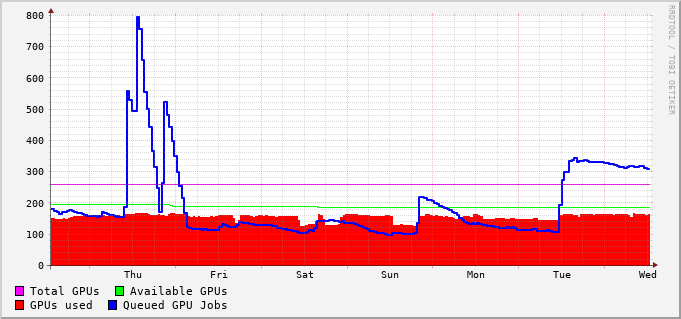 RRDTOOL / TOBI OETIKER
800
700
600
500
400
300
200
100
0
Thu Fri Sat Sun Mon Tue Wed
Total GPUs Available GPUs
GPUs used Queued GPU Jobs